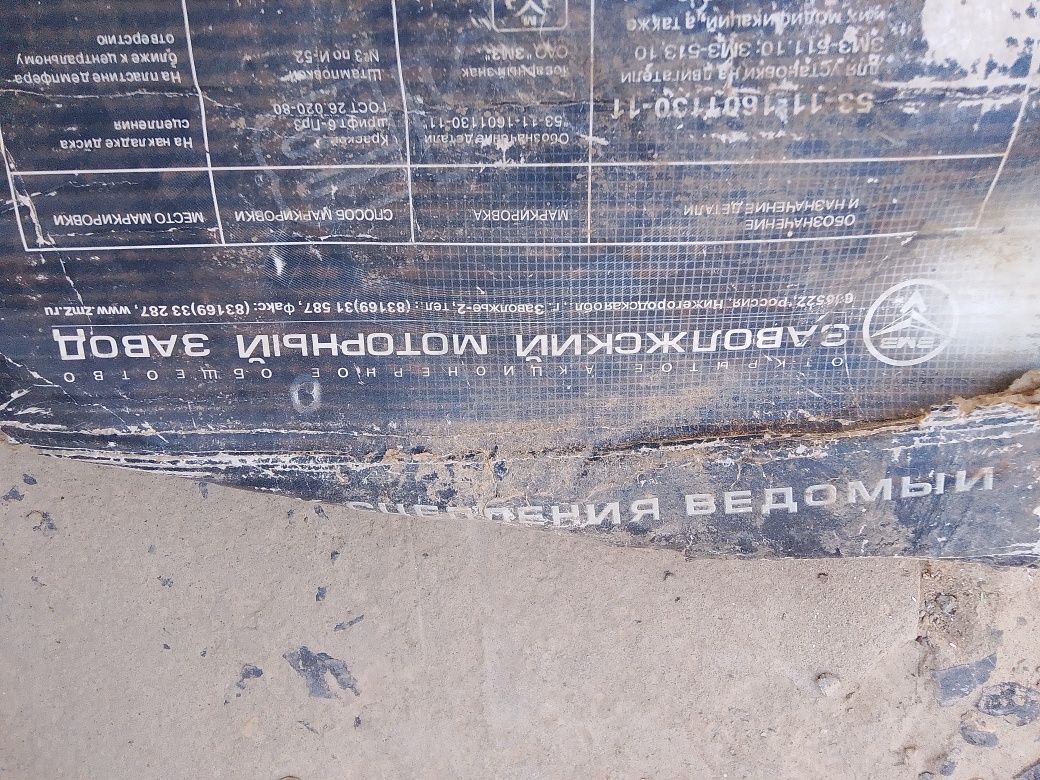 СЦЕПЛЕНИЯ ВЕДОМЫЙ
ОТКРЫТОЕ АКЦИОНЕРНОЕ ОБЩЕСТВО
ЗАВОЛЖСКИЙ МОТОРНЫЙ ЗАВОД
ЗМЗ
606522, Россия, Нижегородская обл., г. Заволжье-2, тел.: (83169)31 587, Факс: (83169)33 287, www.zmz.ru
ОБОЗНАЧЕНИЕ
И НАЗНАЧЕНИЕ ДЕТАЛИ
МАРКИРОВКА
СПОСОБ МАРКИРОВКИ
МЕСТО МАРКИРОВКИ
53-11-1601130-11
для установки на двигатели
ЗМЗ-511.10, ЗМЗ-513.10
и их модификаций, а также
Обозначение детали
"53-11-1601130-11"
Товарный знак
ОАО "ЗМЗ"
Краской
шрифт 6-Пр3
ГОСТ 26.020-80
Штамповкой
№3 по И-52
На накладке диска
сцепления
На пластине демпфера
ближе к центральному
отверстию